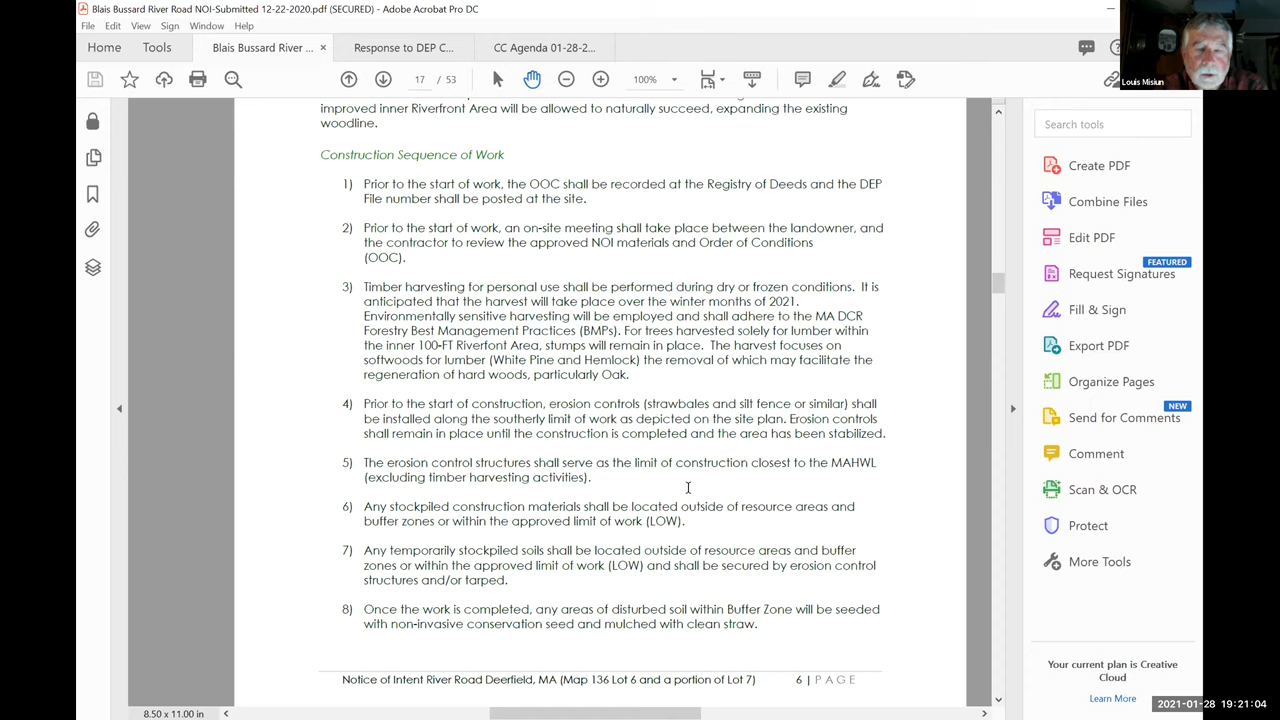 Blais Bussard River Road NOI-Submitted 12-22-2020.pdf (SECURED) - Adobe Acrobat Pro DC
File Edit View Sign Window Help
Home Tools Blais Bussard River ... × Response to DEP C... CC Agenda 01-28-2...
17 / 53 100%
Louis Misiun
improved inner Riverfront Area will be allowed to naturally succeed, expanding the existing
woodline.
Construction Sequence of Work
1) Prior to the start of work, the OOC shall be recorded at the Registry of Deeds and the DEP
File number shall be posted at the site.
2) Prior to the start of work, an on-site meeting shall take place between the landowner, and
the contractor to review the approved NOI materials and Order of Conditions
(OOC).
3) Timber harvesting for personal use shall be performed during dry or frozen conditions. It is
anticipated that the harvest will take place over the winter months of 2021.
Environmentally sensitive harvesting will be employed and shall adhere to the MA DCR
Forestry Best Management Practices (BMPs). For trees harvested solely for lumber within
the inner 100-FT Riverfont Area, stumps will remain in place. The harvest focuses on
softwoods for lumber (White Pine and Hemlock) the removal of which may facilitate the
regeneration of hard woods, particularly Oak.
4) Prior to the start of construction, erosion controls (strawbales and silt fence or similar) shall
be installed along the southerly limit of work as depicted on the site plan. Erosion controls
shall remain in place until the construction is completed and the area has been stabilized.
5) The erosion control structures shall serve as the limit of construction closest to the MAHWL
(excluding timber harvesting activities).
6) Any stockpiled construction materials shall be located outside of resource areas and
buffer zones or within the approved limit of work (LOW).
7) Any temporarily stockpiled soils shall be located outside of resource areas and buffer
zones or within the approved limit of work (LOW) and shall be secured by erosion control
structures and/or tarped.
8) Once the work is completed, any areas of disturbed soil within Buffer Zone will be seeded
with non-invasive conservation seed and mulched with clean straw.
Notice of Intent River Road Deerfield, MA (Map 136 Lot 6 and a portion of Lot 7) 6 | P A G E
8.50 x 11.00 in
Search tools
Create PDF
Combine Files
Edit PDF
FEATURED
Request Signatures
Fill & Sign
Export PDF
Organize Pages
NEW
Send for Comments
Comment
Scan & OCR
Protect
More Tools
Your current plan is Creative
Cloud
Learn More
2021-01-28 19:21:04